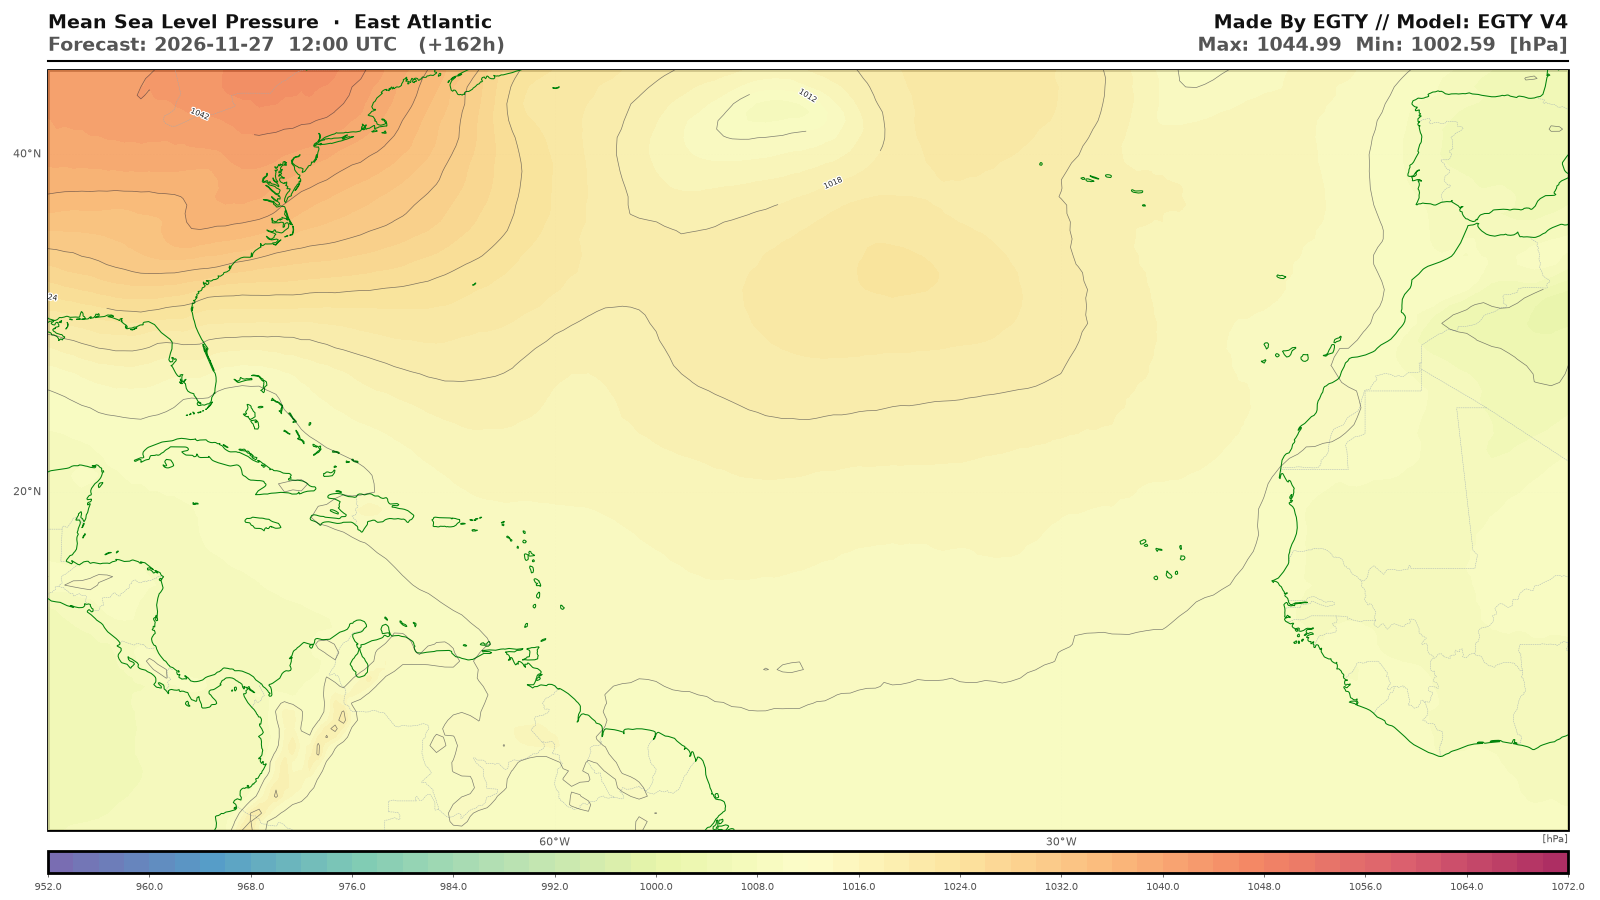 Mean Sea Level Pressure · East Atlantic
Made By EGTY // Model: EGTY V4
Forecast: 2026-11-27 12:00 UTC (+162h)
Max: 1044.99 Min: 1002.59 [hPa]
1042
1012
1018
24
40°N
20°N
60°W
30°W
[hPa]
952.0
960.0
968.0
976.0
984.0
992.0
1000.0
1008.0
1016.0
1024.0
1032.0
1040.0
1048.0
1056.0
1064.0
1072.0